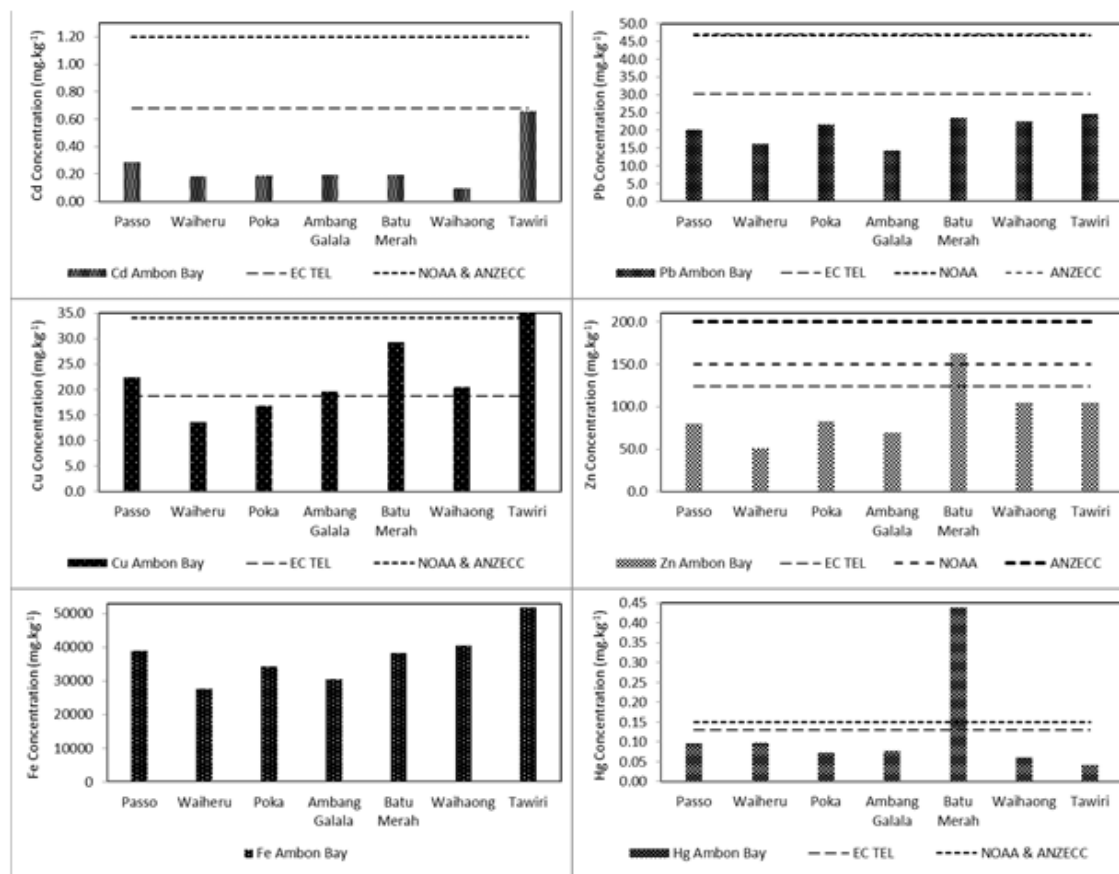 Cd Concentration (mg.kg⁻¹)
1.20
1.00
0.80
0.60
0.40
0.20
0.00
Passo Waiheru Poka Ambang Batu Waihaong Tawiri
Galala Merah
Cd Ambon Bay EC TEL NOAA & ANZECC
Pb Concentration (mg.kg⁻¹)
50.0
45.0
40.0
35.0
30.0
25.0
20.0
15.0
10.0
5.0
0.0
Passo Waiheru Poka Ambang Batu Waihaong Tawiri
Galala Merah
Pb Ambon Bay EC TEL NOAA ANZECC
Cu Concentration (mg.kg⁻¹)
35.0
30.0
25.0
20.0
15.0
10.0
5.0
0.0
Passo Waiheru Poka Ambang Batu Waihaong Tawiri
Galala Merah
Cu Ambon Bay EC TEL NOAA & ANZECC
Zn Concentration (mg.kg⁻¹)
200.0
150.0
100.0
50.0
0.0
Passo Waiheru Poka Ambang Batu Waihaong Tawiri
Galala Merah
Zn Ambon Bay EC TEL NOAA ANZECC
Fe Concentration (mg.kg⁻¹)
50000
40000
30000
20000
10000
0
Passo Waiheru Poka Ambang Batu Waihaong Tawiri
Galala Merah
Fe Ambon Bay
Hg Concentration (mg.kg⁻¹)
0.45
0.40
0.35
0.30
0.25
0.20
0.15
0.10
0.05
0.00
Passo Waiheru Poka Ambang Batu Waihaong Tawiri
Galala Merah
Hg Ambon Bay EC TEL NOAA & ANZECC